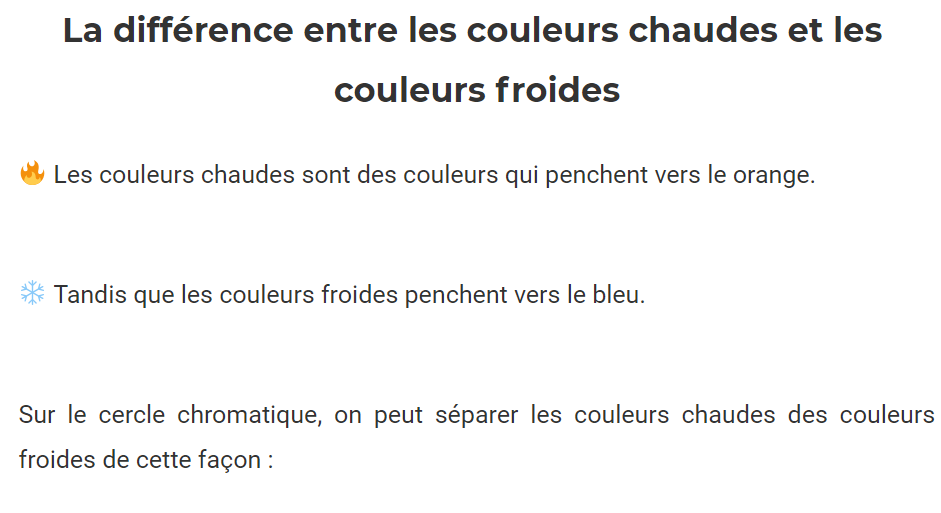 La différence entre les couleurs chaudes et les
couleurs froides
🔥 Les couleurs chaudes sont des couleurs qui penchent vers le orange.
❄️ Tandis que les couleurs froides penchent vers le bleu.
Sur le cercle chromatique, on peut séparer les couleurs chaudes des couleurs
froides de cette façon :